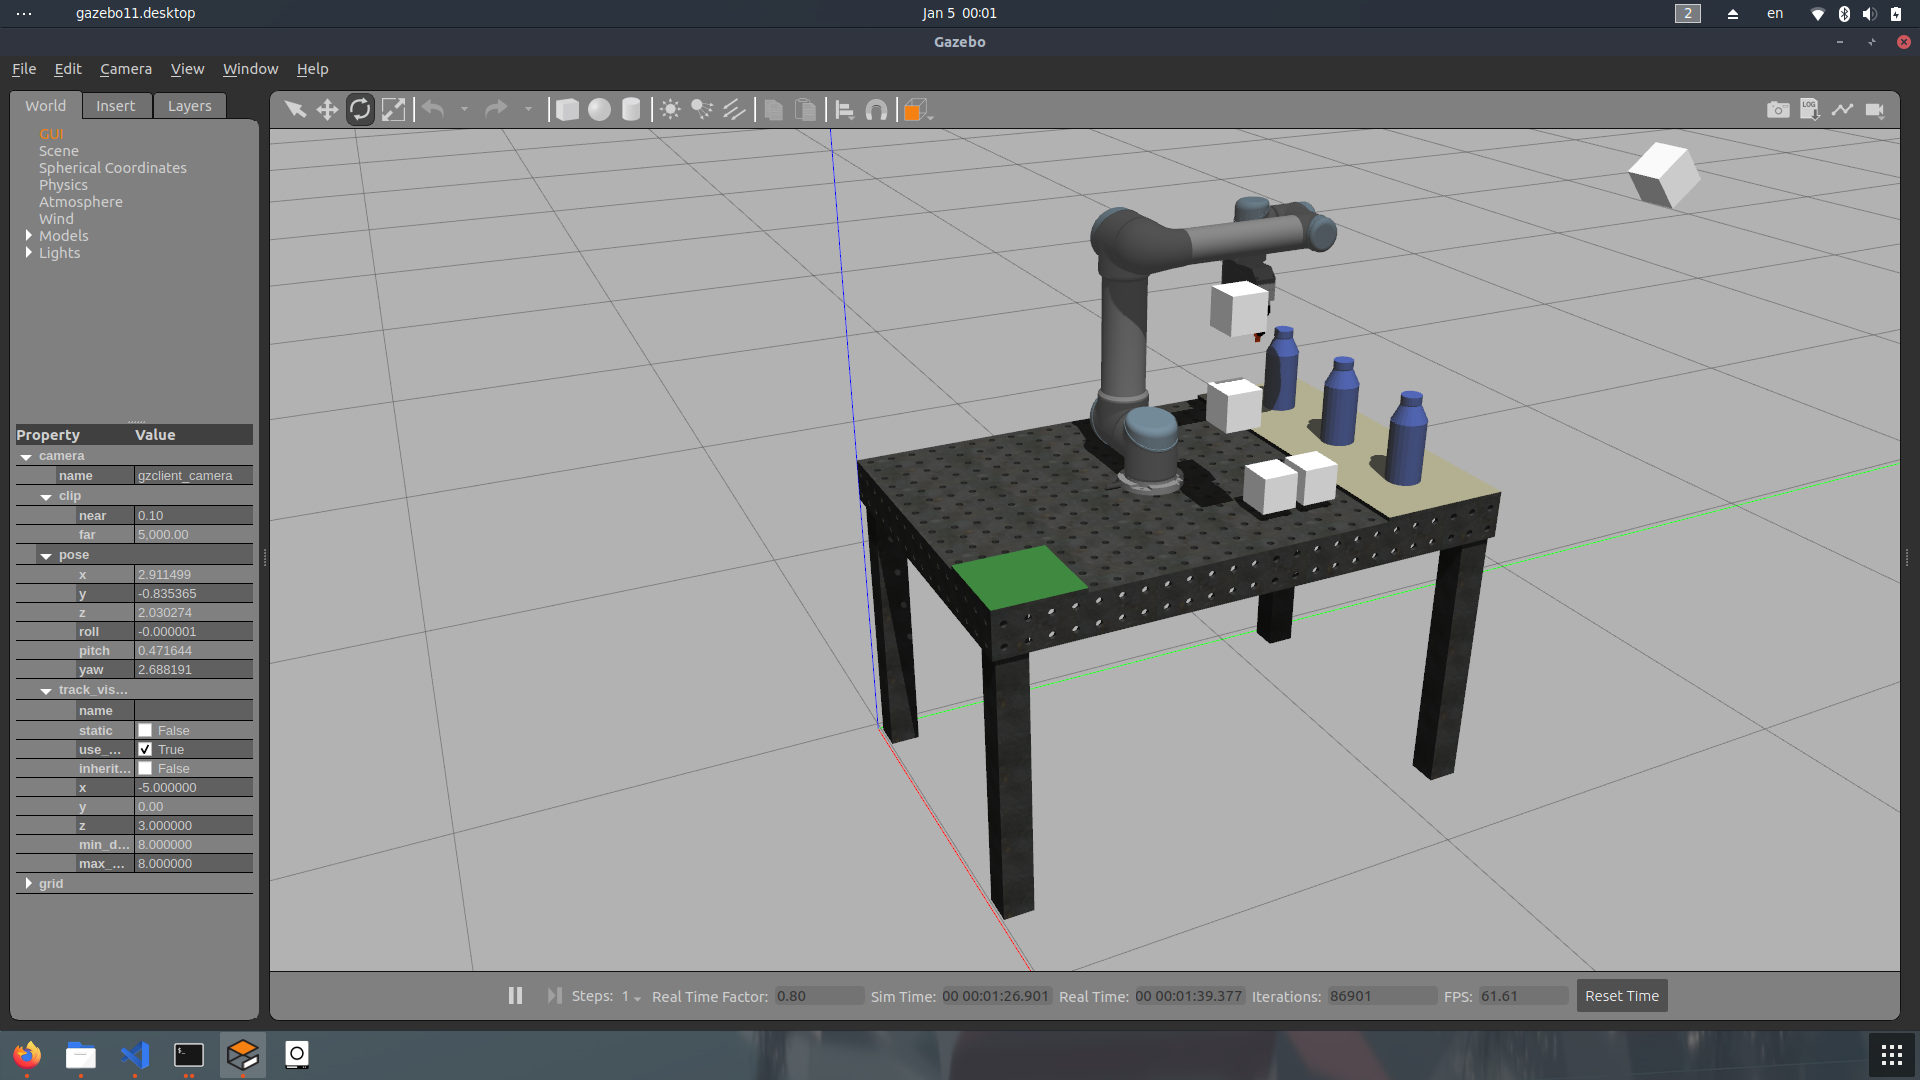 gazebo11.desktop
Jan 5 00:01
2
en
Gazebo
File Edit Camera View Window Help
World Insert Layers
LOG
GUI
Scene
Spherical Coordinates
Physics
Atmosphere
Wind
Models
Lights
Property Value
camera
name gzclient_camera
clip
near 0.10
far 5,000.00
pose
x 2.911499
y -0.835365
z 2.030274
roll -0.000001
pitch 0.471644
yaw 2.688191
track_vis...
name
static False
use_... True
inherit... False
x -5.000000
y 0.00
z 3.000000
min_d... 8.000000
max_... 8.000000
grid
Steps: 1 Real Time Factor: 0.80 Sim Time: 00 00:01:26.901 Real Time: 00 00:01:39.377 Iterations: 86901 FPS: 61.61 Reset Time